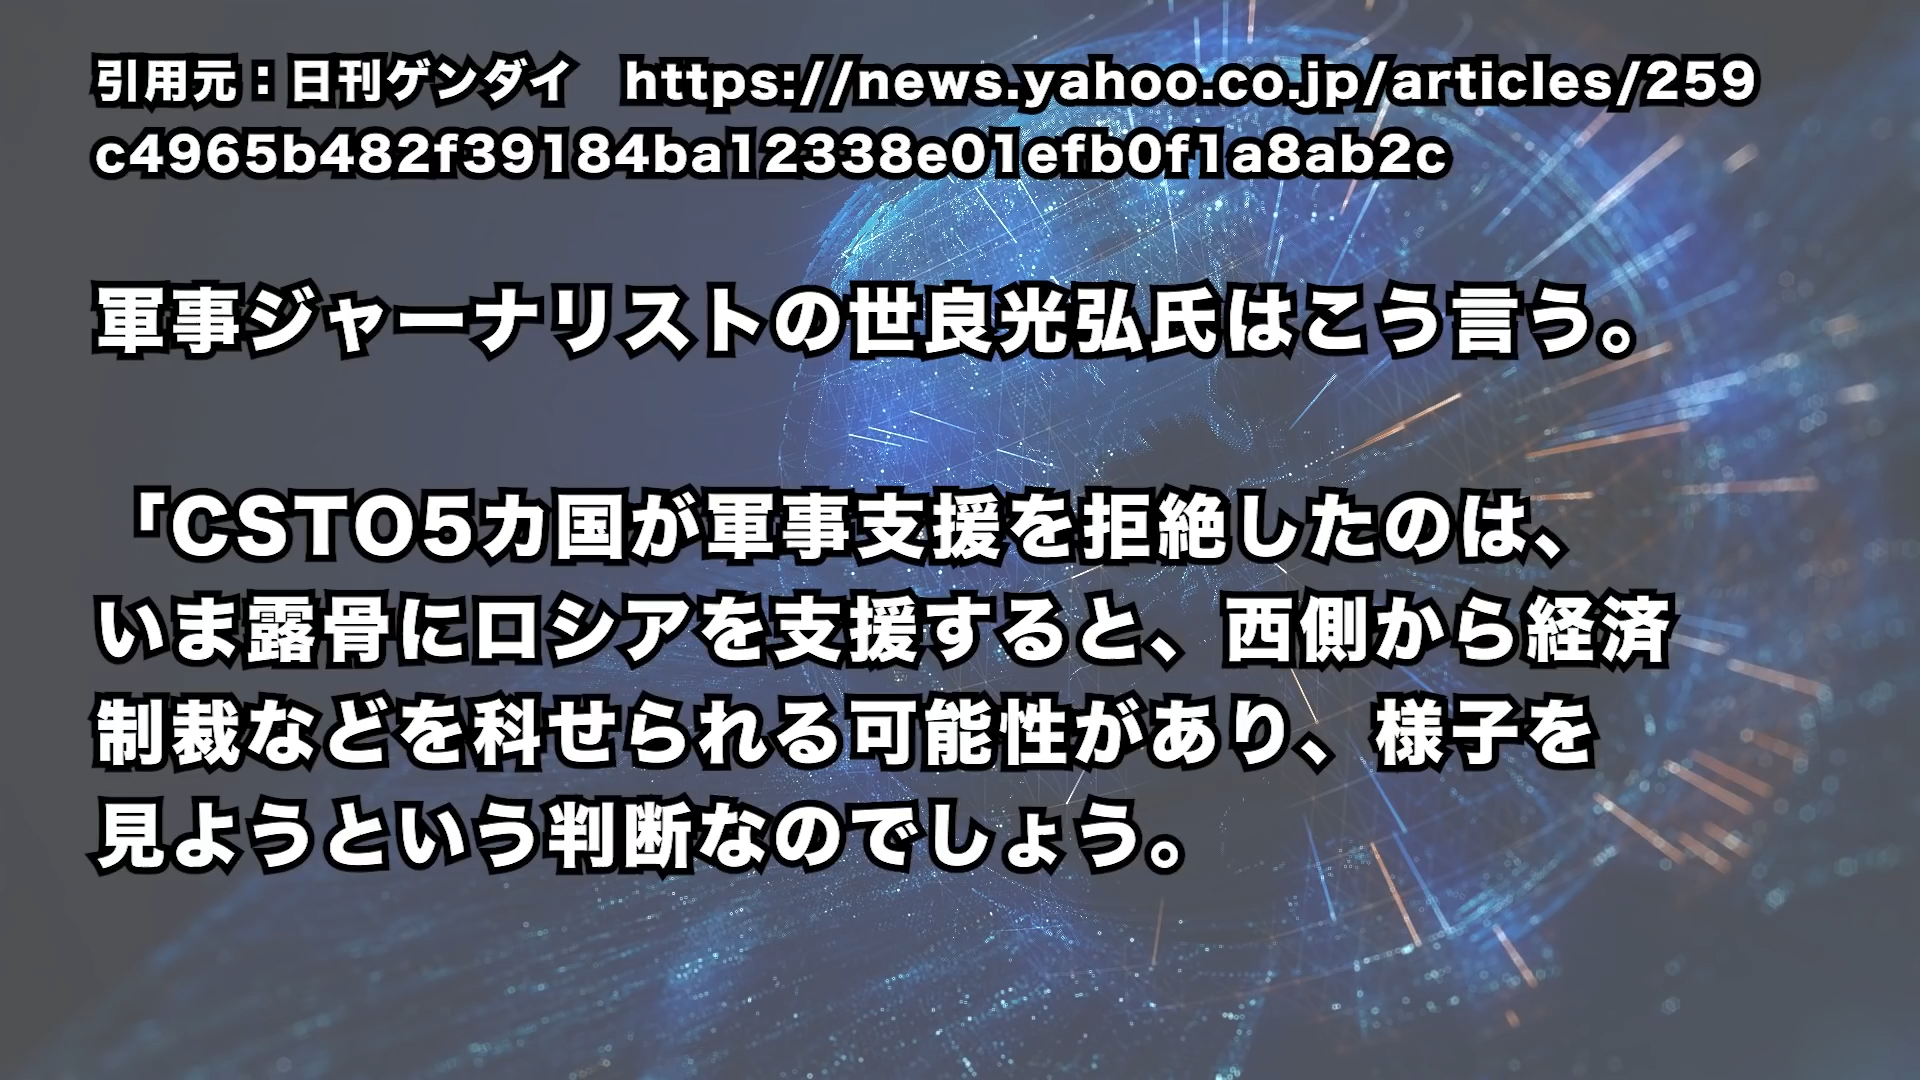 引用元：日刊ゲンダイ　https://news.yahoo.co.jp/articles/259
c4965b482f39184ba12338e01efb0f1a8ab2c
軍事ジャーナリストの世良光弘氏はこう言う。
「CSTO5カ国が軍事支援を拒絶したのは、
いま露骨にロシアを支援すると、西側から経済
制裁などを科せられる可能性があり、様子を
見ようという判断なのでしょう。